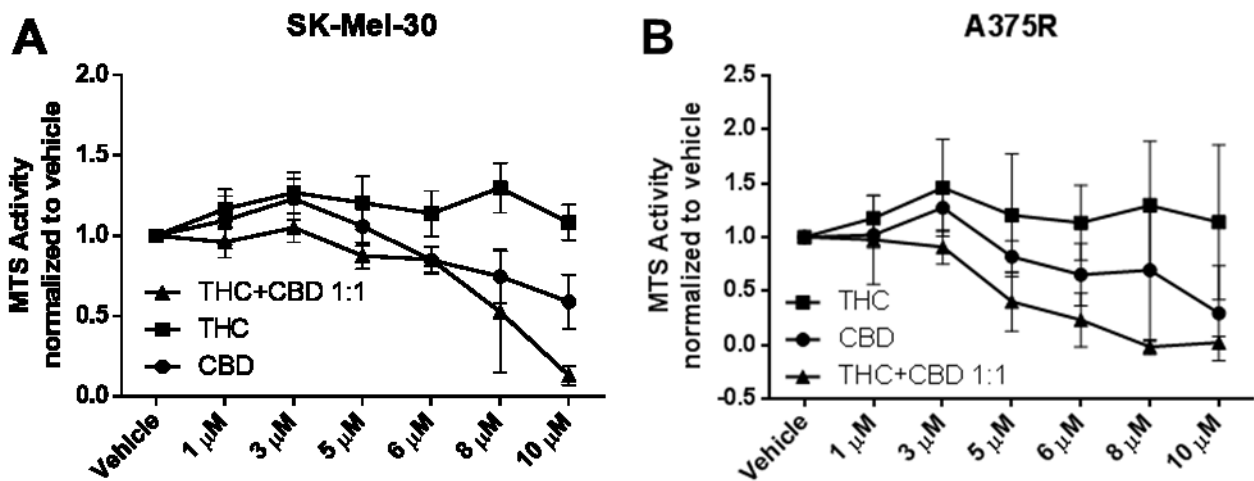 A
SK-Mel-30
MTS Activity
normalized to vehicle
2.0
1.5
1.0
0.5
0.0
THC+CBD 1:1
THC
CBD
Vehicle
1 µM
3 µM
5 µM
6 µM
8 µM
10 µM
B
A375R
MTS Activity
normalized to vehicle
2.5
2.0
1.5
1.0
0.5
0.0
-0.5
THC
CBD
THC+CBD 1:1
Vehicle
1 µM
3 µM
5 µM
6 µM
8 µM
10 µM